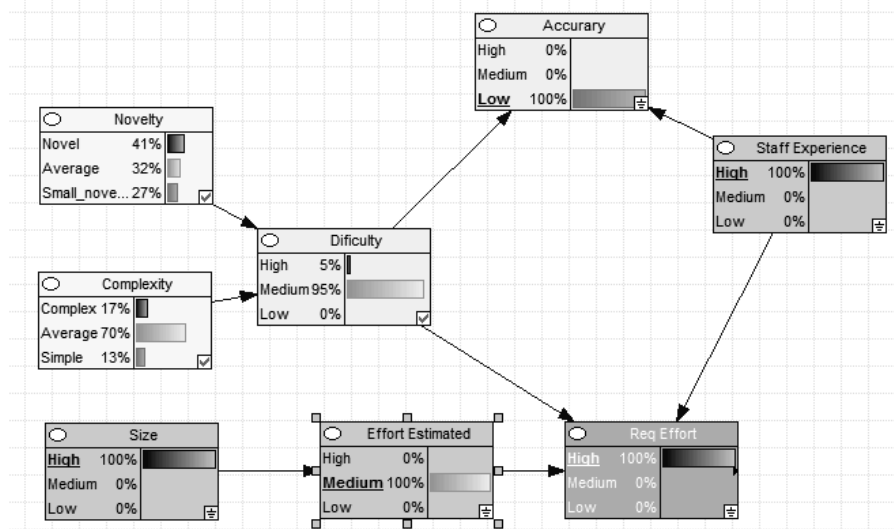 Accurary
High 0%
Medium 0%
Low 100%
Novelty
Novel 41%
Average 32%
Small_nove... 27%
Staff Experience
High 100%
Medium 0%
Low 0%
Dificulty
High 5%
Medium 95%
Low 0%
Complexity
Complex 17%
Average 70%
Simple 13%
Size
High 100%
Medium 0%
Low 0%
Effort Estimated
High 0%
Medium 100%
Low 0%
Req Effort
High 100%
Medium 0%
Low 0%